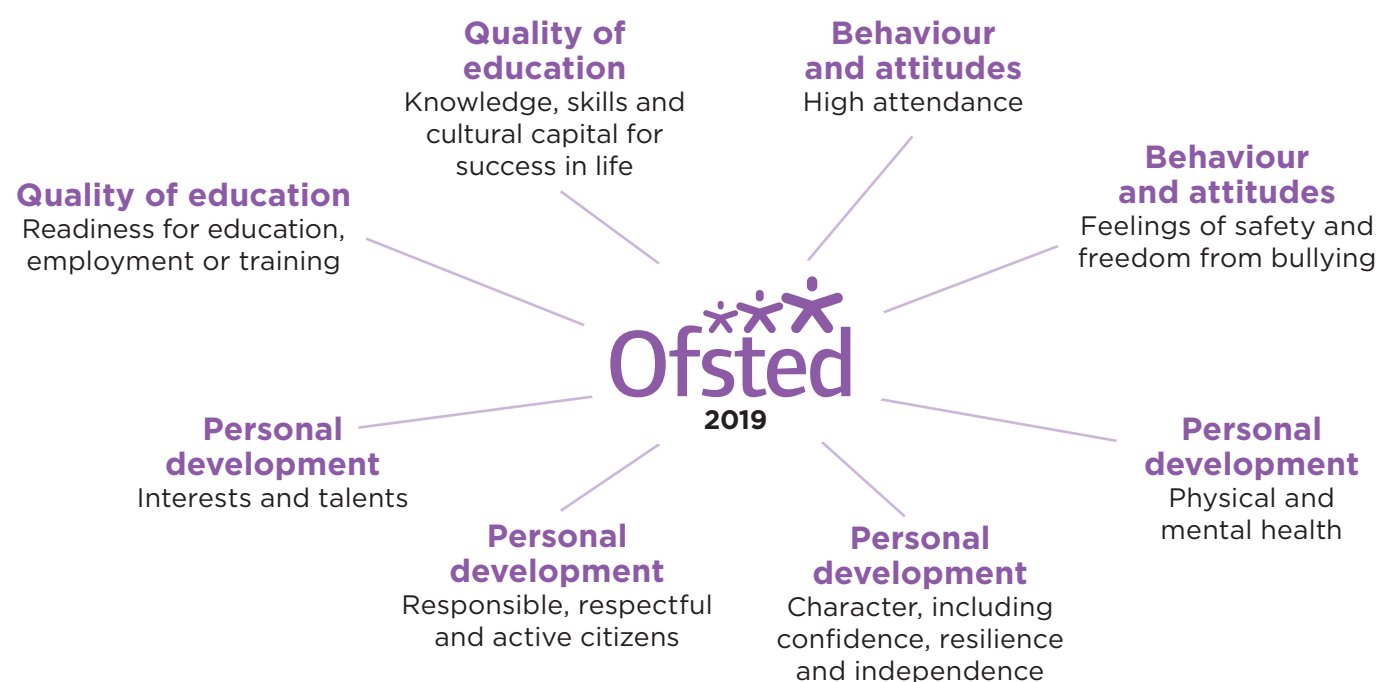 Quality of
education
Knowledge, skills and
cultural capital for
success in life
Behaviour
and attitudes
High attendance
Behaviour
and attitudes
Feelings of safety and
freedom from bullying
Quality of education
Readiness for education,
employment or training
Ofsted
2019
Personal
development
Interests and talents
Personal
development
Responsible, respectful
and active citizens
Personal
development
Character, including
confidence, resilience
and independence
Personal
development
Physical and
mental health